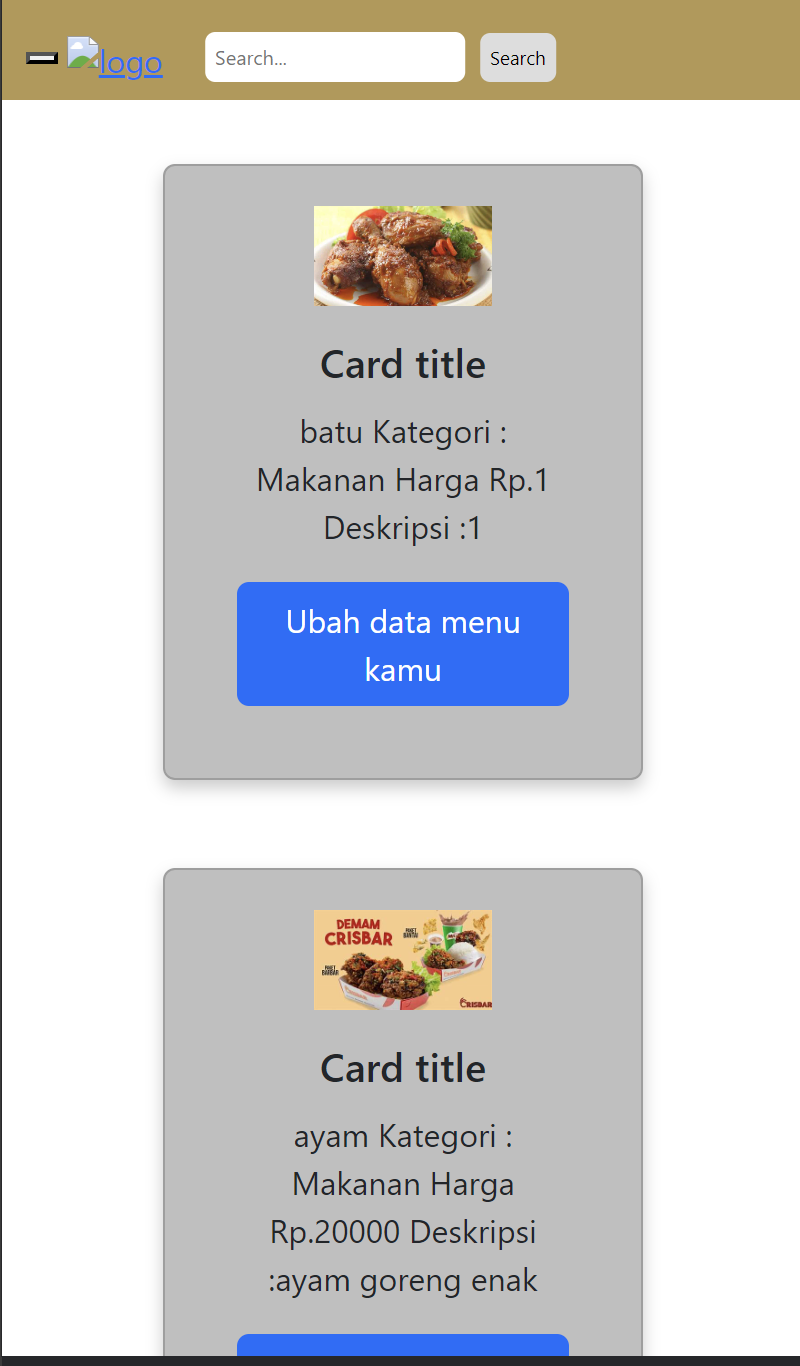 logo
Search...
Search
Card title
batu Kategori :
Makanan Harga Rp.1
Deskripsi :1
Ubah data menu
kamu
DEMAM
CRISBAR
PAKET
BANTAI
PAKET
BARBAR
CRISBAR
Card title
ayam Kategori :
Makanan Harga
Rp.20000 Deskripsi
:ayam goreng enak